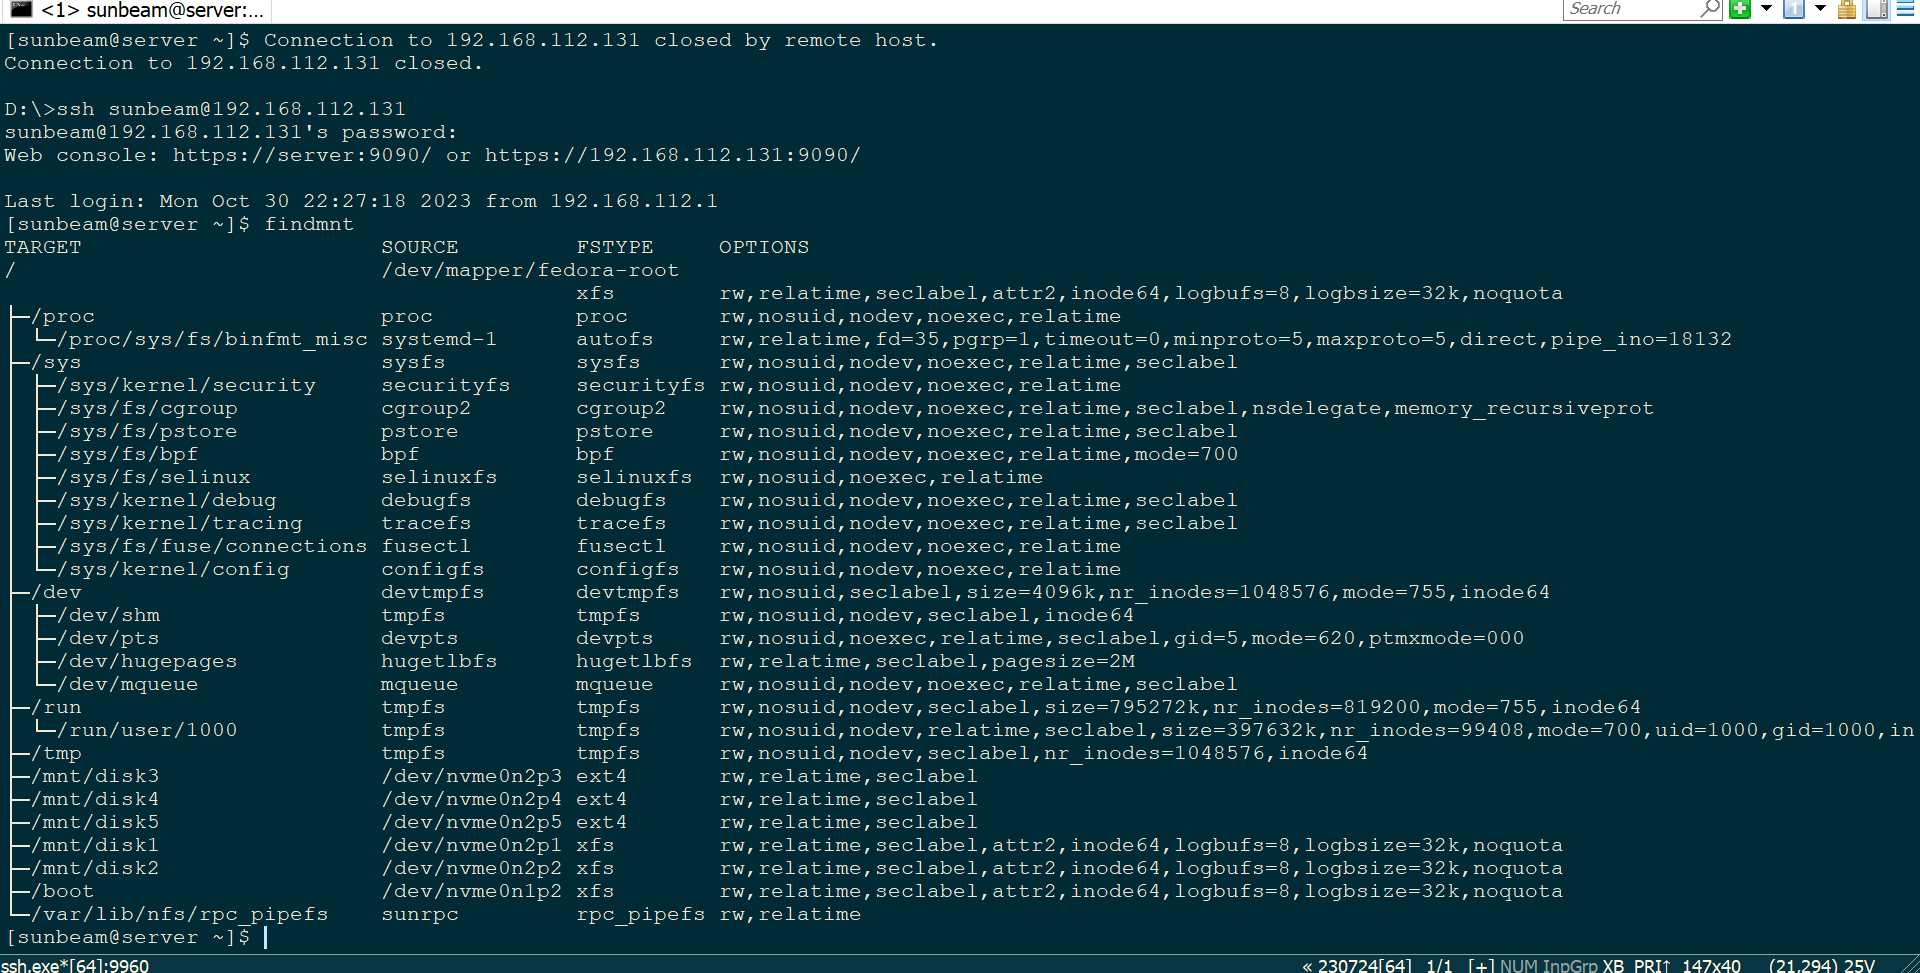 <1> sunbeam@server:...
Search
[sunbeam@server ~]$ Connection to 192.168.112.131 closed by remote host.
Connection to 192.168.112.131 closed.
D:\>ssh sunbeam@192.168.112.131
sunbeam@192.168.112.131's password:
Web console: https://server:9090/ or https://192.168.112.131:9090/
Last login: Mon Oct 30 22:27:18 2023 from 192.168.112.1
[sunbeam@server ~]$ findmnt
TARGET SOURCE FSTYPE OPTIONS
/ /dev/mapper/fedora-root
xfs rw,relatime,seclabel,attr2,inode64,logbufs=8,logbsize=32k,noquota
├─/proc proc proc rw,nosuid,nodev,noexec,relatime
│ └─/proc/sys/fs/binfmt_misc systemd-1 autofs rw,relatime,fd=35,pgrp=1,timeout=0,minproto=5,maxproto=5,direct,pipe_ino=18132
├─/sys sysfs sysfs rw,nosuid,nodev,noexec,relatime,seclabel
│ ├─/sys/kernel/security securityfs securityfs rw,nosuid,nodev,noexec,relatime
│ ├─/sys/fs/cgroup cgroup2 cgroup2 rw,nosuid,nodev,noexec,relatime,seclabel,nsdelegate,memory_recursiveprot
│ ├─/sys/fs/pstore pstore pstore rw,nosuid,nodev,noexec,relatime,seclabel
│ ├─/sys/fs/bpf bpf bpf rw,nosuid,nodev,noexec,relatime,mode=700
│ ├─/sys/fs/selinux selinuxfs selinuxfs rw,nosuid,noexec,relatime
│ ├─/sys/kernel/debug debugfs debugfs rw,nosuid,nodev,noexec,relatime,seclabel
│ ├─/sys/kernel/tracing tracefs tracefs rw,nosuid,nodev,noexec,relatime,seclabel
│ ├─/sys/fs/fuse/connections fusectl fusectl rw,nosuid,nodev,noexec,relatime
│ └─/sys/kernel/config configfs configfs rw,nosuid,nodev,noexec,relatime
├─/dev devtmpfs devtmpfs rw,nosuid,seclabel,size=4096k,nr_inodes=1048576,mode=755,inode64
│ ├─/dev/shm tmpfs tmpfs rw,nosuid,nodev,seclabel,inode64
│ ├─/dev/pts devpts devpts rw,nosuid,noexec,relatime,seclabel,gid=5,mode=620,ptmxmode=000
│ ├─/dev/hugepages hugetlbfs hugetlbfs rw,relatime,seclabel,pagesize=2M
│ └─/dev/mqueue mqueue mqueue rw,nosuid,nodev,noexec,relatime,seclabel
├─/run tmpfs tmpfs rw,nosuid,nodev,seclabel,size=795272k,nr_inodes=819200,mode=755,inode64
│ └─/run/user/1000 tmpfs tmpfs rw,nosuid,nodev,relatime,seclabel,size=397632k,nr_inodes=99408,mode=700,uid=1000,gid=1000,in
├─/tmp tmpfs tmpfs rw,nosuid,nodev,seclabel,nr_inodes=1048576,inode64
├─/mnt/disk3 /dev/nvme0n2p3 ext4 rw,relatime,seclabel
├─/mnt/disk4 /dev/nvme0n2p4 ext4 rw,relatime,seclabel
├─/mnt/disk5 /dev/nvme0n2p5 ext4 rw,relatime,seclabel
├─/mnt/disk1 /dev/nvme0n2p1 xfs rw,relatime,seclabel,attr2,inode64,logbufs=8,logbsize=32k,noquota
├─/mnt/disk2 /dev/nvme0n2p2 xfs rw,relatime,seclabel,attr2,inode64,logbufs=8,logbsize=32k,noquota
├─/boot /dev/nvme0n1p2 xfs rw,relatime,seclabel,attr2,inode64,logbufs=8,logbsize=32k,noquota
└─/var/lib/nfs/rpc_pipefs sunrpc rpc_pipefs rw,relatime
[sunbeam@server ~]$
ssh.exe*[64]:9960 « 230724[64] 1/1 [+] NUM InpGrp XB PRI↑ 147x40 (21,294) 25V